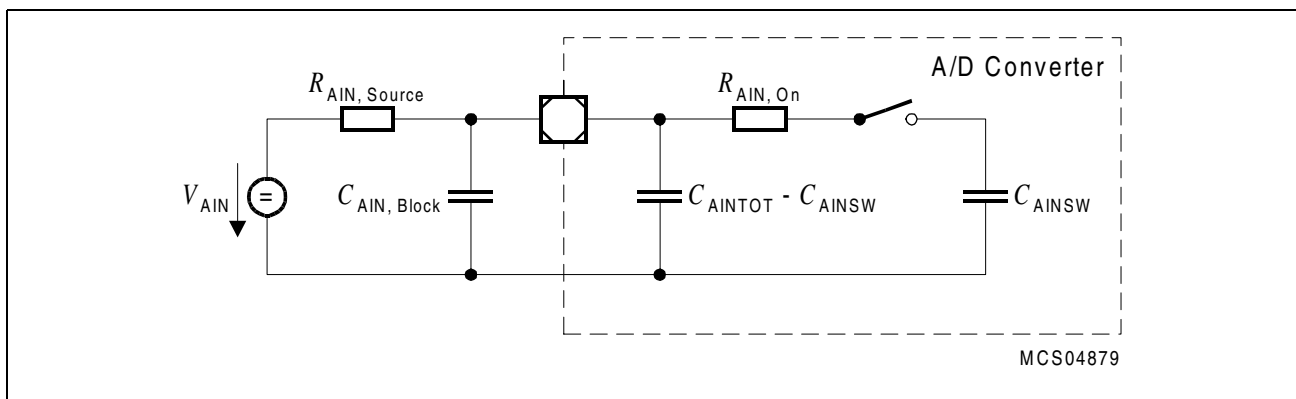 A/D Converter
R AIN, Source
R AIN, On
V AIN
=
C AIN, Block
C AINTOT - C AINSW
C AINSW
MCS04879